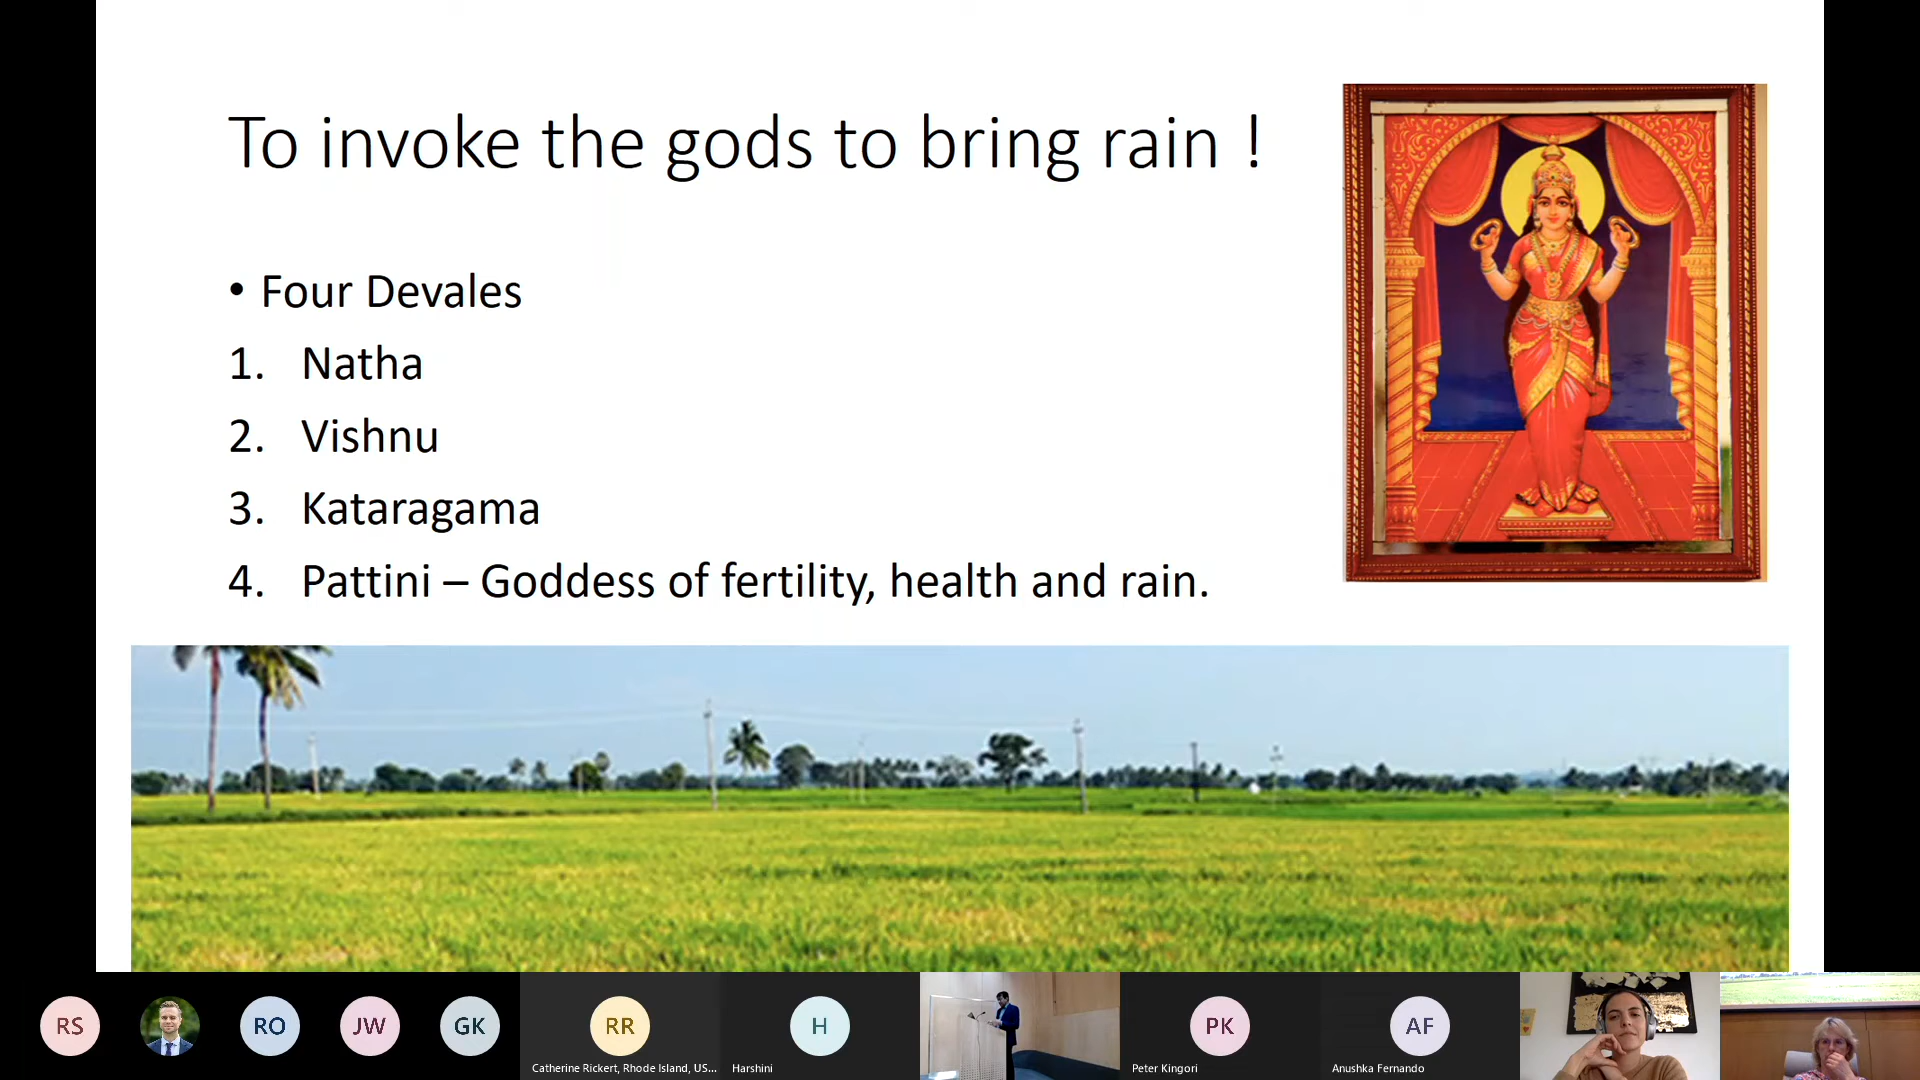 To invoke the gods to bring rain !
• Four Devales
1. Natha
2. Vishnu
3. Kataragama
4. Pattini – Goddess of fertility, health and rain.
RS
RO
JW
GK
RR
H
PK
AF
Catherine Rickert, Rhode Island, US...
Harshini
Peter Kingori
Anushka Fernando